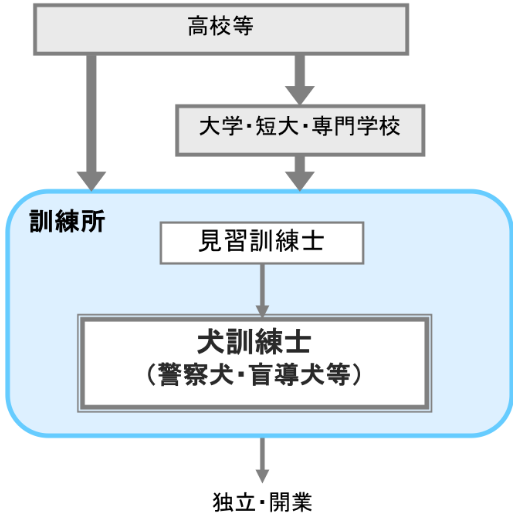 高校等
大学・短大・専門学校
訓練所
見習訓練士
犬訓練士
（警察犬・盲導犬等）
独立・開業